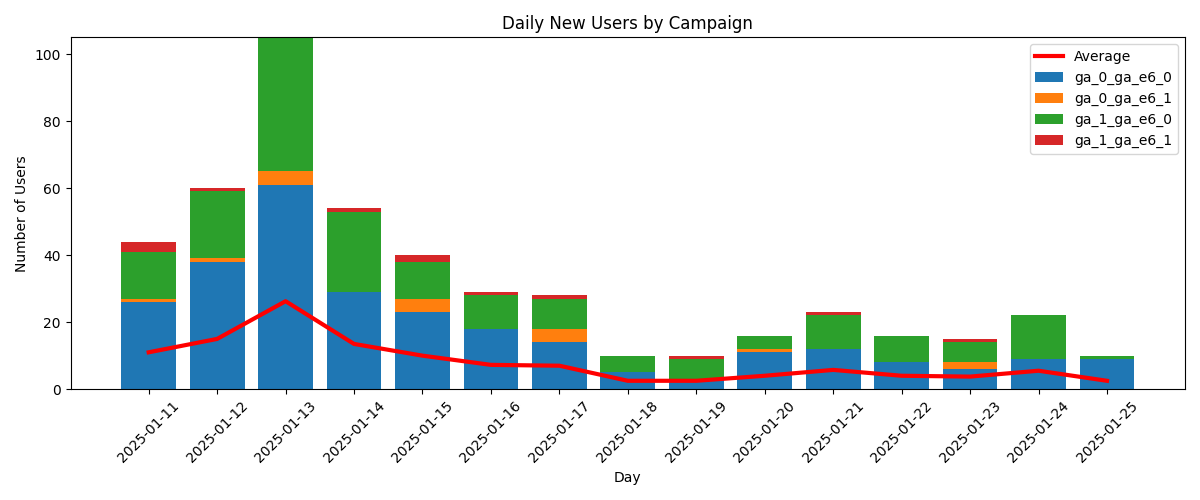 Daily New Users by Campaign
Number of Users
100
80
60
40
20
0
Average
ga_0_ga_e6_0
ga_0_ga_e6_1
ga_1_ga_e6_0
ga_1_ga_e6_1
2025-01-11
2025-01-12
2025-01-13
2025-01-14
2025-01-15
2025-01-16
2025-01-17
2025-01-18
2025-01-19
2025-01-20
2025-01-21
2025-01-22
2025-01-23
2025-01-24
2025-01-25
Day